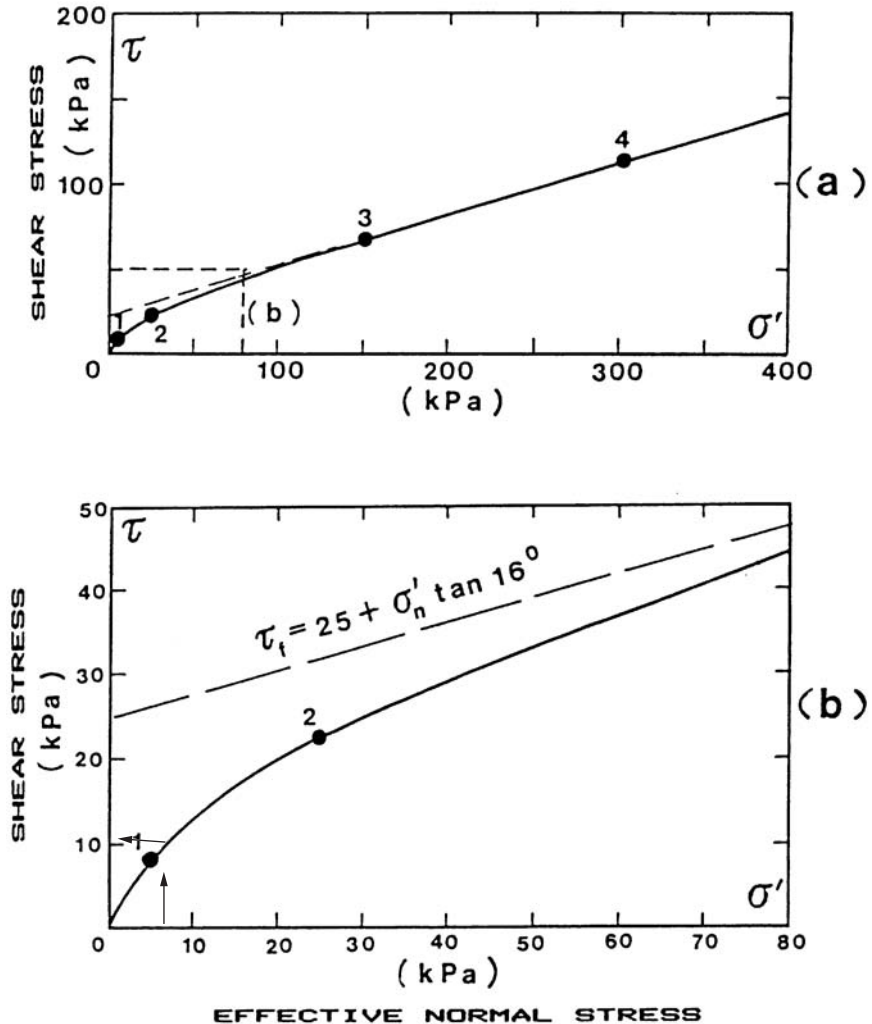 200
τ
SHEAR STRESS
(kPa)
100
4
(a)
3
1
2
(b)
σ′
0
100
200
300
400
(kPa)
50
τ
40
τf = 25 + σ′n tan 16°
SHEAR STRESS
(kPa)
30
2
(b)
20
10
1
σ′
0
10
20
30
40
50
60
70
80
(kPa)
EFFECTIVE NORMAL STRESS